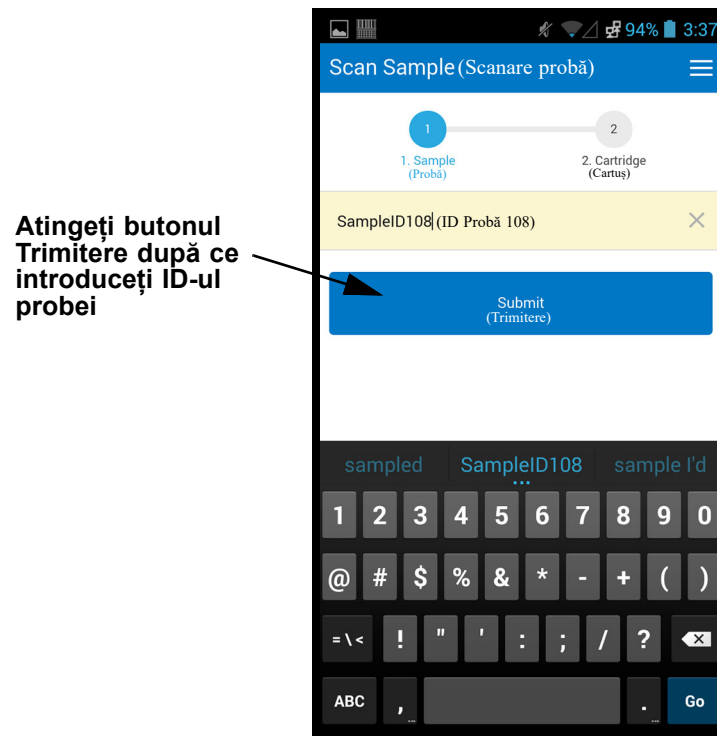 94% 3:37
Scan Sample (Scanare probă)
1 2
1. Sample 2. Cartridge
(Probă) (Cartuș)
Atingeți butonul
Trimitere după ce
introduceți ID-ul
probei
SampleID108 (ID Probă 108)
Submit
(Trimitere)
sampled SampleID108 sample I'd
1 2 3 4 5 6 7 8 9 0
@ # $ % & * - + ( )
= \ < ! " ' : ; / ?
ABC , . Go